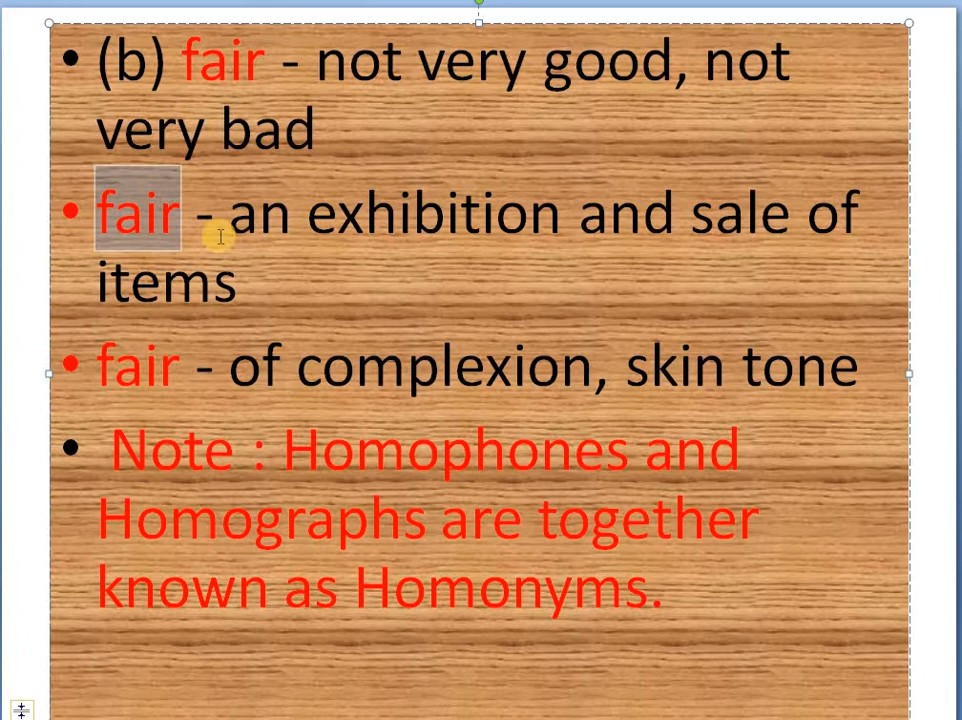 • (b) fair - not very good, not
very bad
• fair - an exhibition and sale of
items
• fair - of complexion, skin tone
• Note : Homophones and
Homographs are together
known as Homonyms.